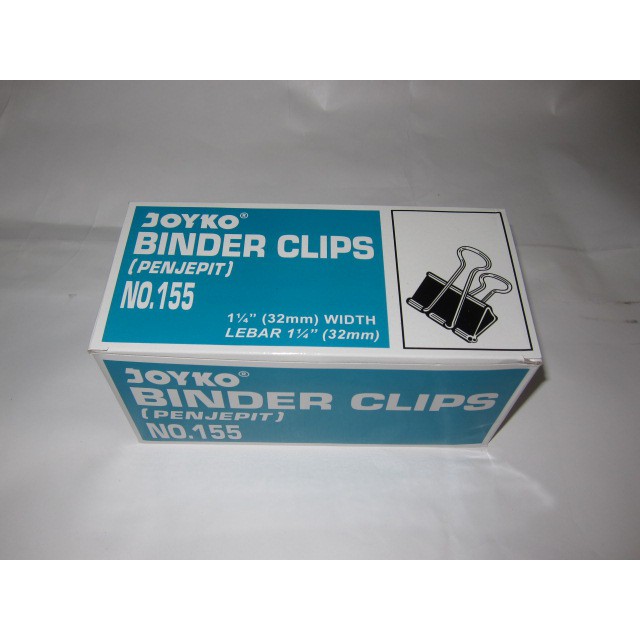 JOYKO®
BINDER CLIPS
(PENJEPIT)
NO.155
1¼" (32mm) WIDTH
LEBAR 1¼" (32mm)
JOYKO®
BINDER CLIPS
(PENJEPIT)
NO.155